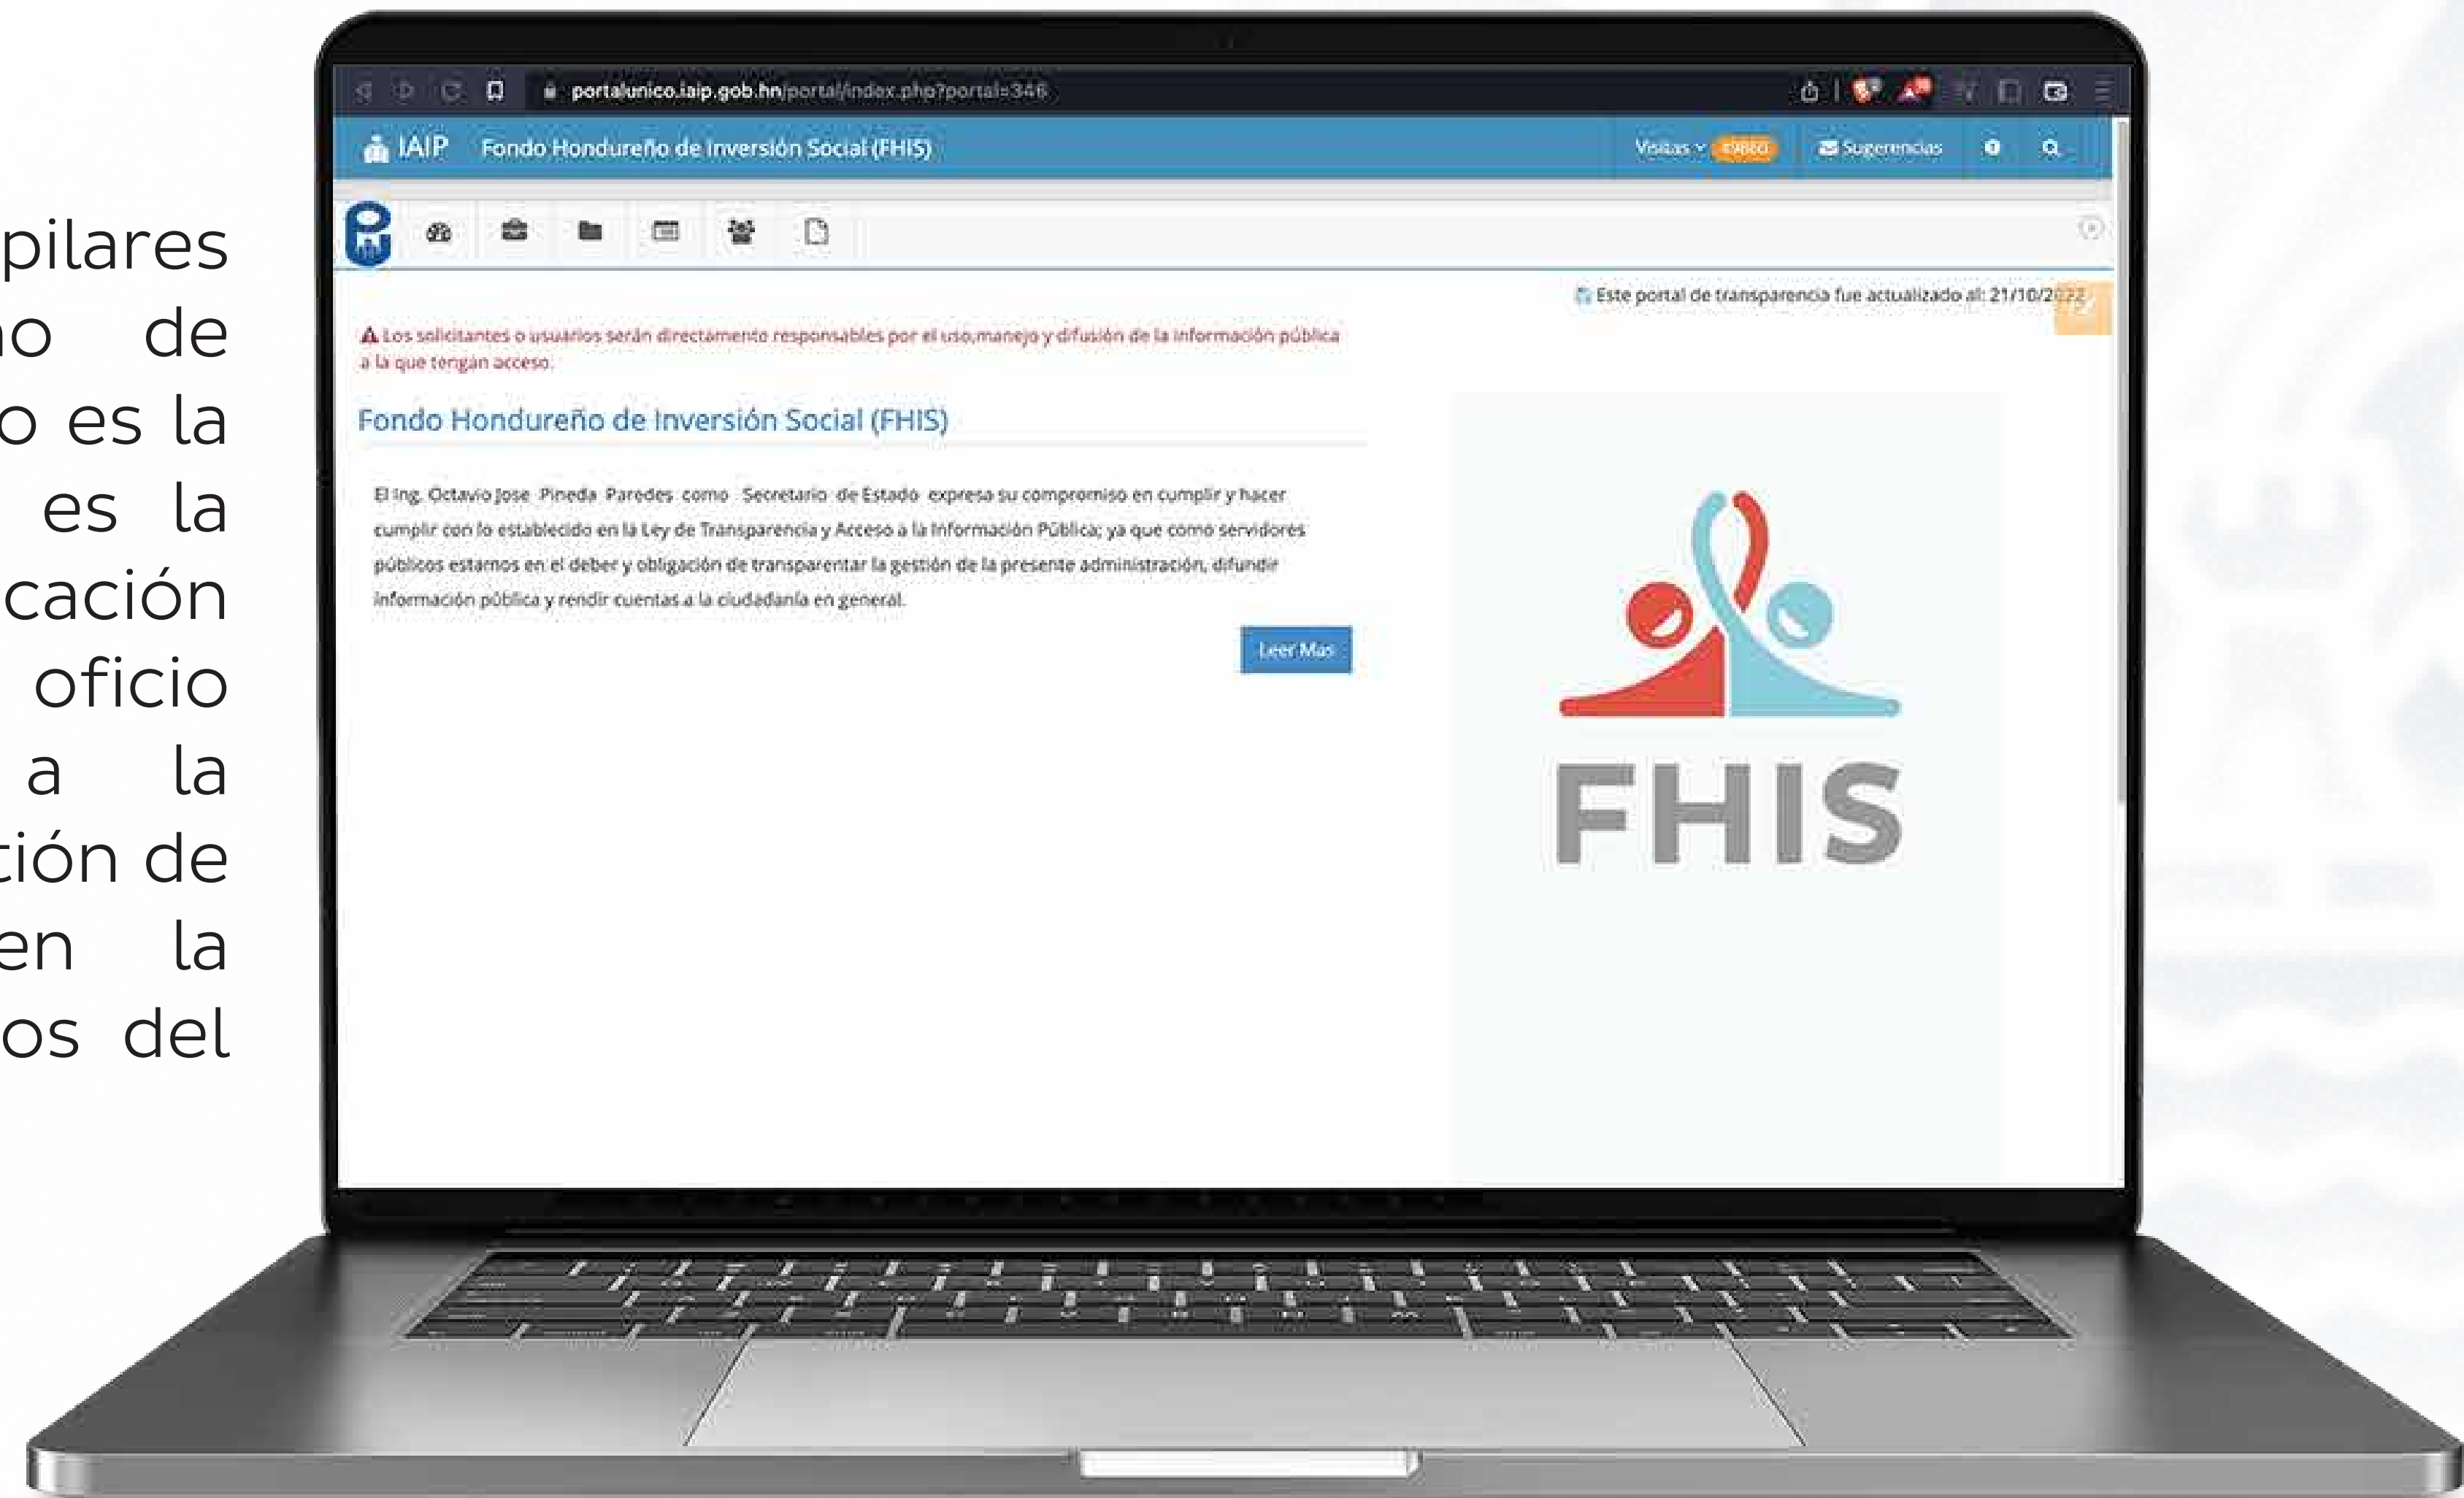 pilares
de
o es la
es la
cación
oficio
a la
ión de
en la
os del
portalunico.iaip.gob.hn/portal/index.php?portal=346
IAIP Fondo Hondureño de Inversión Social (FHIS) Visitas Sugerencias
Este portal de transparencia fue actualizado al: 21/10/2022
Los solicitantes o usuarios serán directamente responsables por el uso,manejo y difusión de la información pública
a la que tengan acceso.
Fondo Hondureño de Inversión Social (FHIS)
El Ing. Octavio Jose Pineda Paredes como Secretario de Estado expresa su compromiso en cumplir y hacer
cumplir con lo establecido en la Ley de Transparencia y Acceso a la Información Pública; ya que como servidores
públicos estamos en el deber y obligación de transparentar la gestión de la presente administración, difundir
información pública y rendir cuentas a la ciudadanía en general.
Leer Mas
FHIS